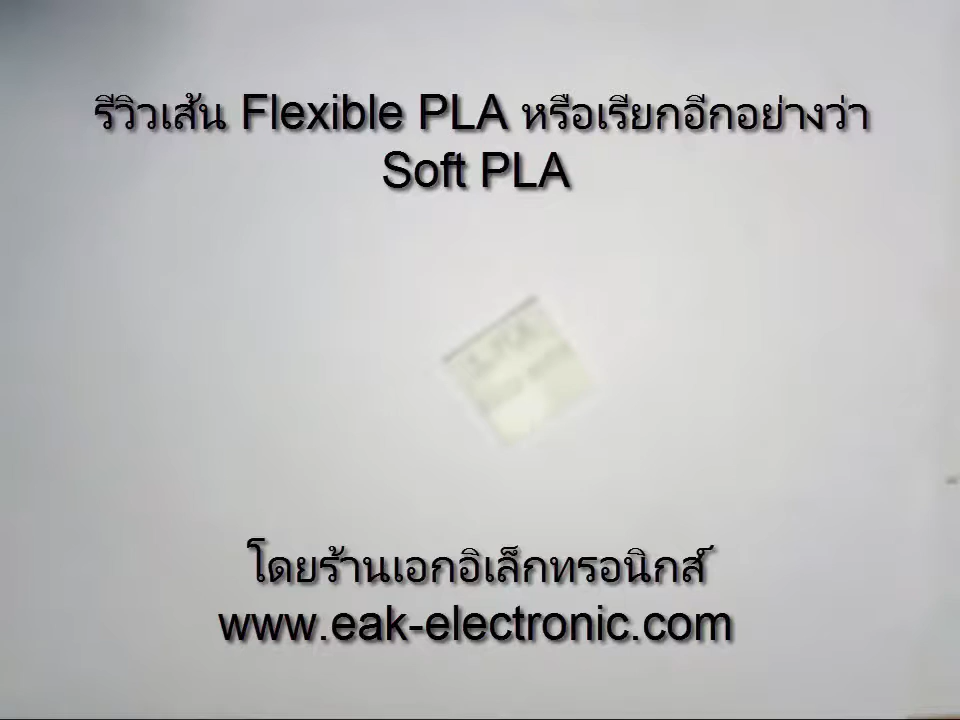 รีวิวเส้น Flexible PLA หรือเรียกอีกอย่างว่า
Soft PLA
โดยร้านเอกอิเล็กทรอนิกส์
www.eak-electronic.com